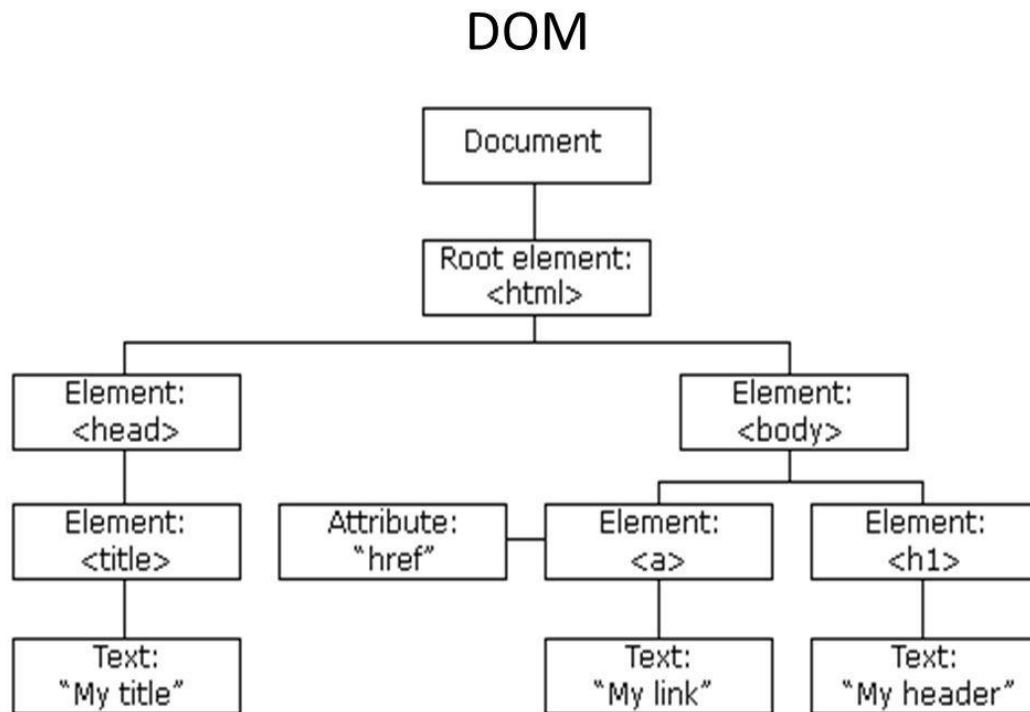 DOM
Document
Root element:
<html>
Element:
<head>
Element:
<body>
Element:
<title>
Attribute:
“href”
Element:
<a>
Element:
<h1>
Text:
“My title”
Text:
“My link”
Text:
“My header”